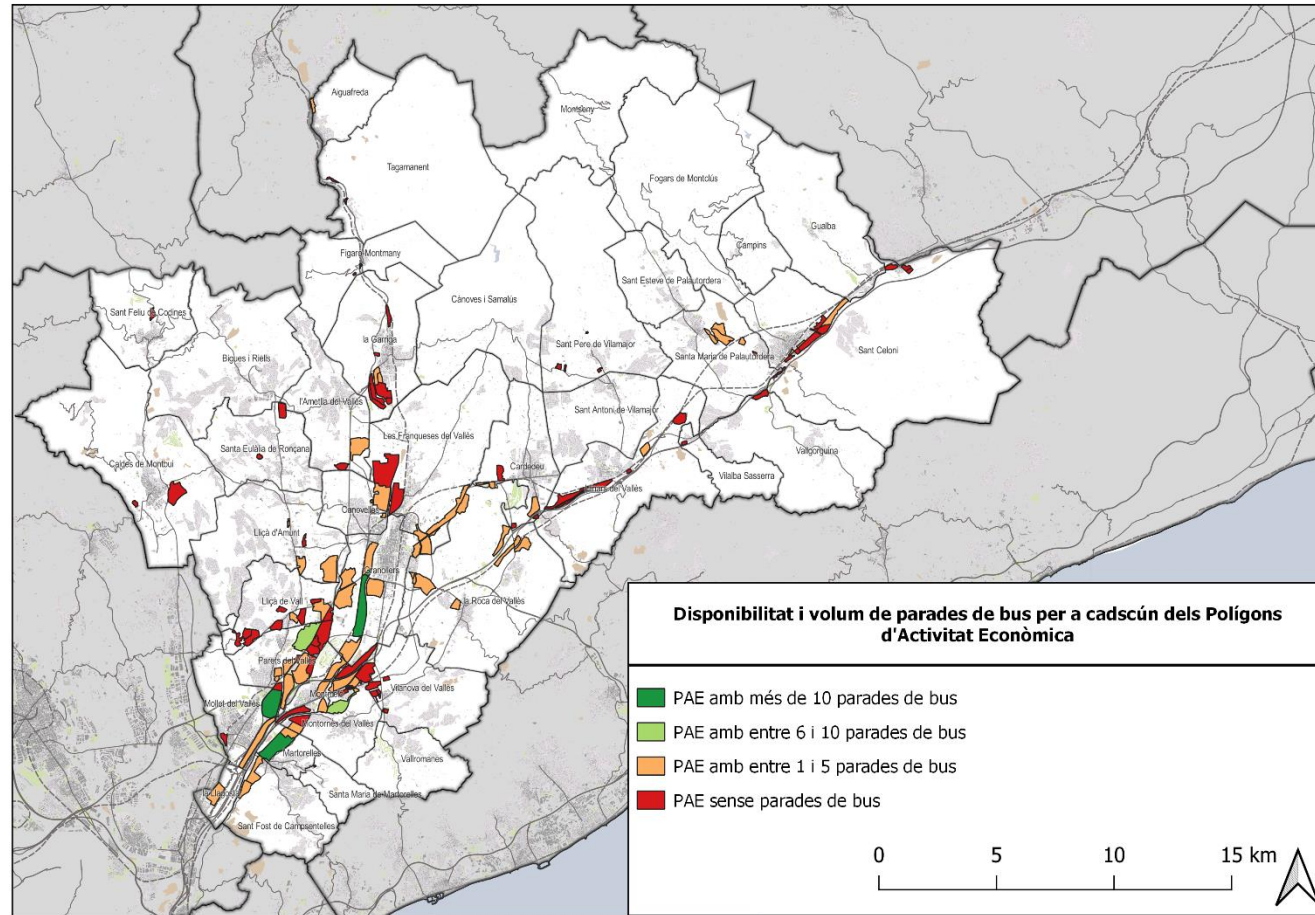 Aiguafreda
Montseny
Tagamanent
Fogars de Montclús
Gualba
Campins
Figaró-Montmany
Sant Esteve de Palautordera
Cànoves i Samalús
Sant Feliu de Codines
la Garriga
Sant Pere de Vilamajor
Sant Celoni
Bigues i Riells
Santa Maria de Palautordera
l'Ametlla del Vallès
Sant Antoni de Vilamajor
Les Franqueses del Vallès
Vallgorguina
Santa Eulàlia de Ronçana
Caldes de Montbui
Cardedeu
Vilalba Sasserra
Llinars del Vallès
Canovelles
Lliçà d'Amunt
Granollers
Lliçà de Vall
la Roca del Vallès
Parets del Vallès
Vilanova del Vallès
Montmeló
Mollet del Vallès
Montornès del Vallès
Martorelles
Vallromanes
la Llagosta
Santa Maria de Martorelles
Sant Fost de Campsentelles
Disponibilitat i volum de parades de bus per a cadscún dels Polígons
d'Activitat Econòmica
PAE amb més de 10 parades de bus
PAE amb entre 6 i 10 parades de bus
PAE amb entre 1 i 5 parades de bus
PAE sense parades de bus
0 5 10 15 km